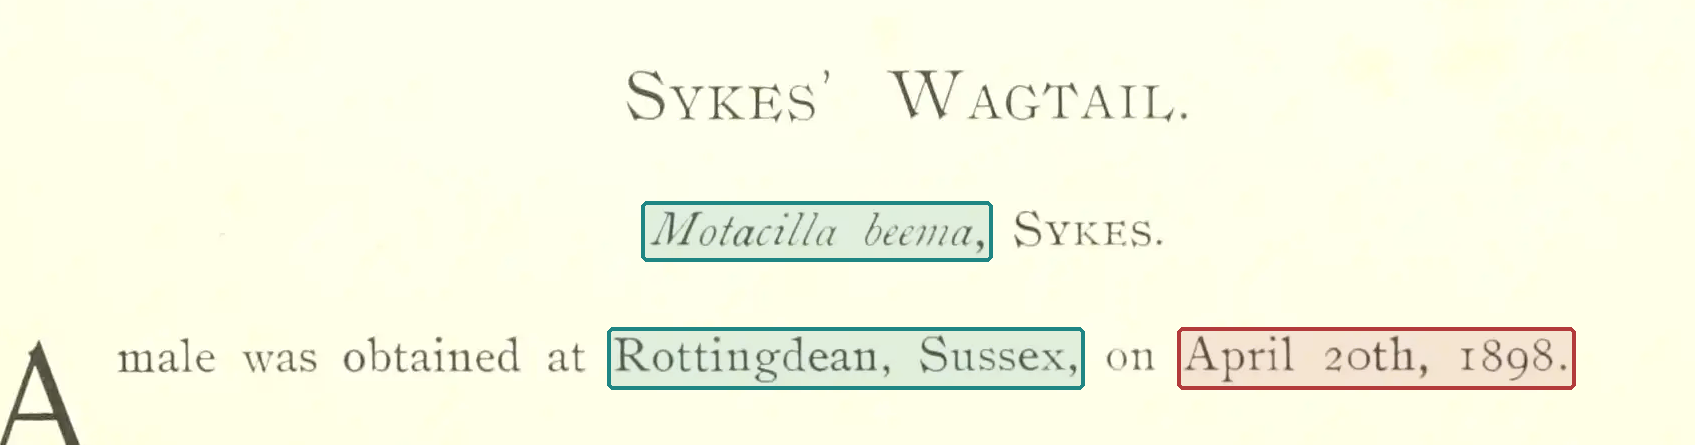 SYKES' WAGTAIL.
Motacilla beema, SYKES.
A male was obtained at Rottingdean, Sussex, on April 20th, 1898.